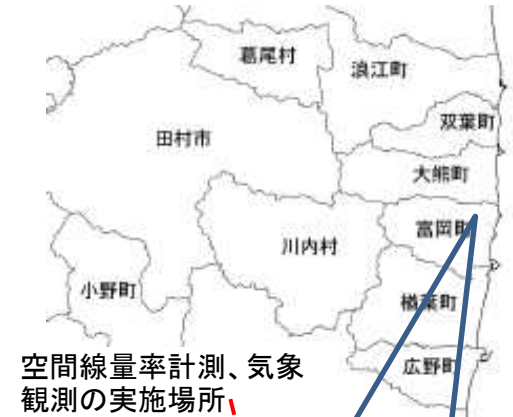 葛尾村
浪江町
双葉町
田村市
大熊町
富岡町
川内村
小野町
楢葉町
広野町
空間線量率計測、気象
観測の実施場所